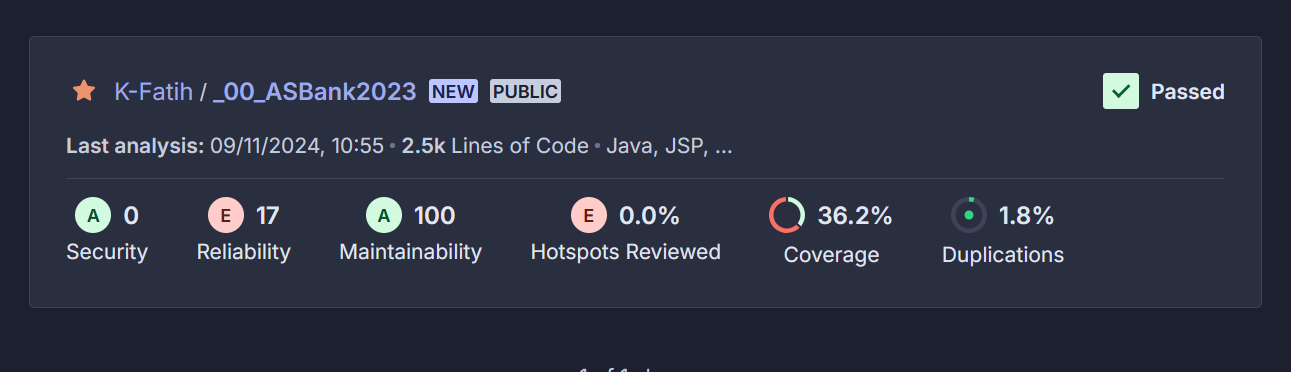 K-Fatih / _00_ASBank2023 NEW PUBLIC Passed
Last analysis: 09/11/2024, 10:55 • 2.5k Lines of Code • Java, JSP, ...
A 0 E 17 A 100 E 0.0% 36.2% 1.8%
Security Reliability Maintainability Hotspots Reviewed Coverage Duplications